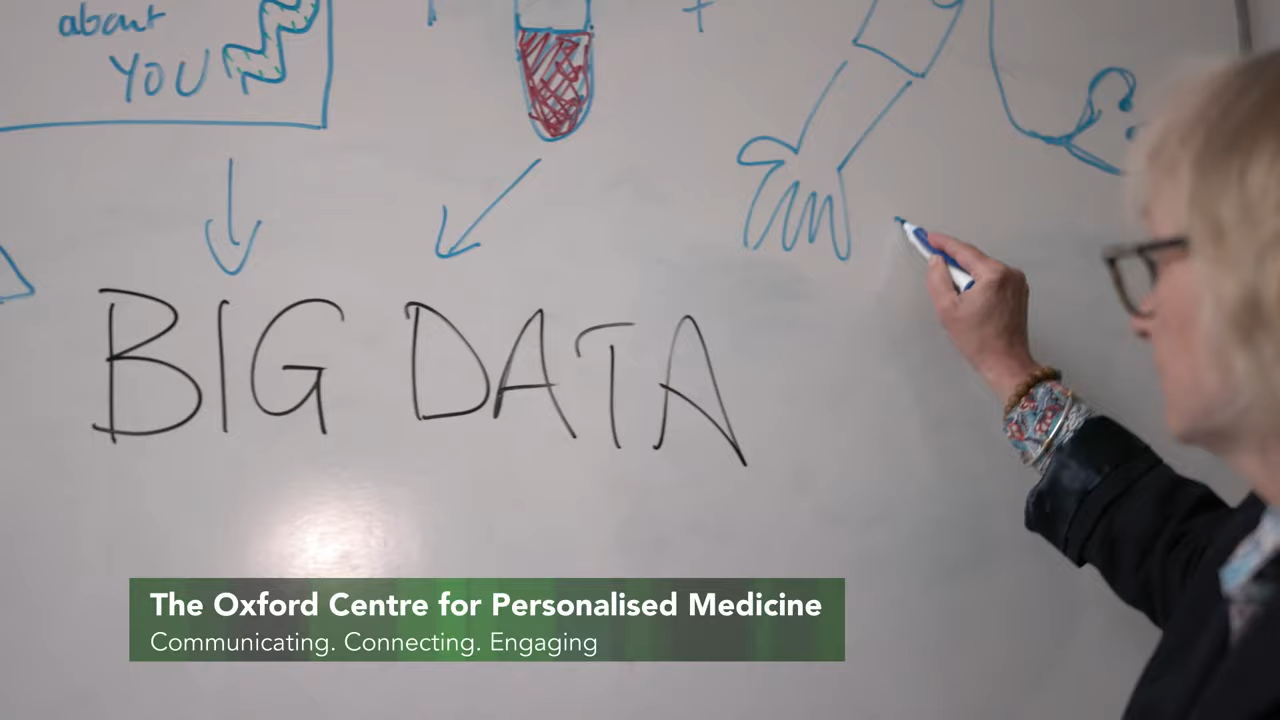 about
YOU
+
BIG DATA
The Oxford Centre for Personalised Medicine
Communicating. Connecting. Engaging